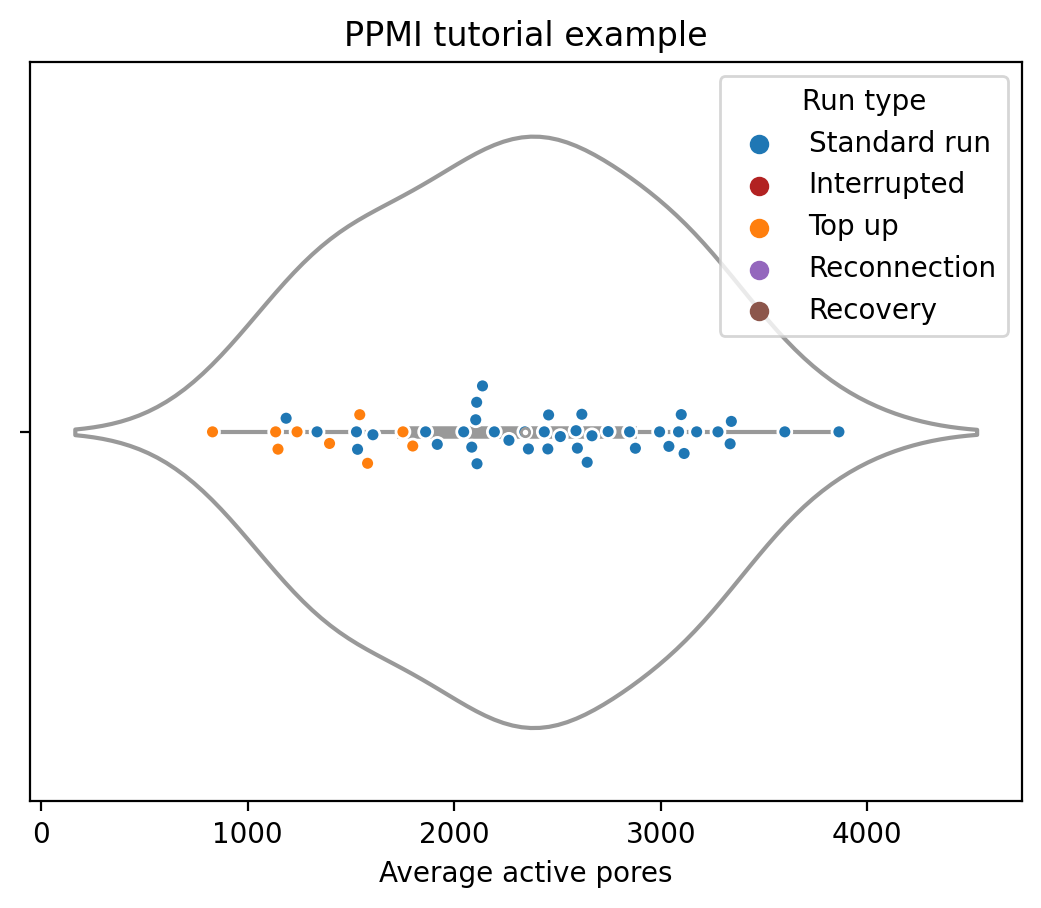 PPMI tutorial example
Run type
Standard run
Interrupted
Top up
Reconnection
Recovery
0 1000 2000 3000 4000
Average active pores